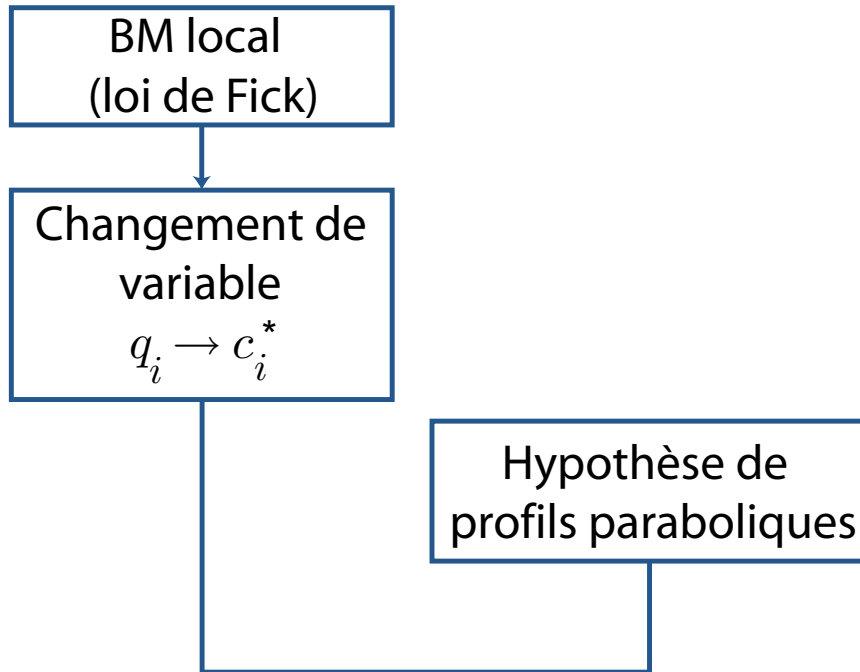 BM local
(loi de Fick)
Changement de
variable
q_i → c_i^*
Hypothèse de
profils paraboliques